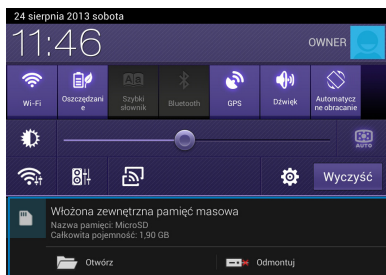 24 sierpnia 2013 sobota
11:46
OWNER
Wi-Fi
Oszczędzani
e
AB
Szybki
słownik
Bluetooth
GPS
Dźwięk
Automatycz
ne obracanie
AUTO
Wyczyść
Włożona zewnętrzna pamięć masowa
Nazwa pamięci: MicroSD
Całkowita pojemność: 1,90 GB
Otwórz
Odmontuj